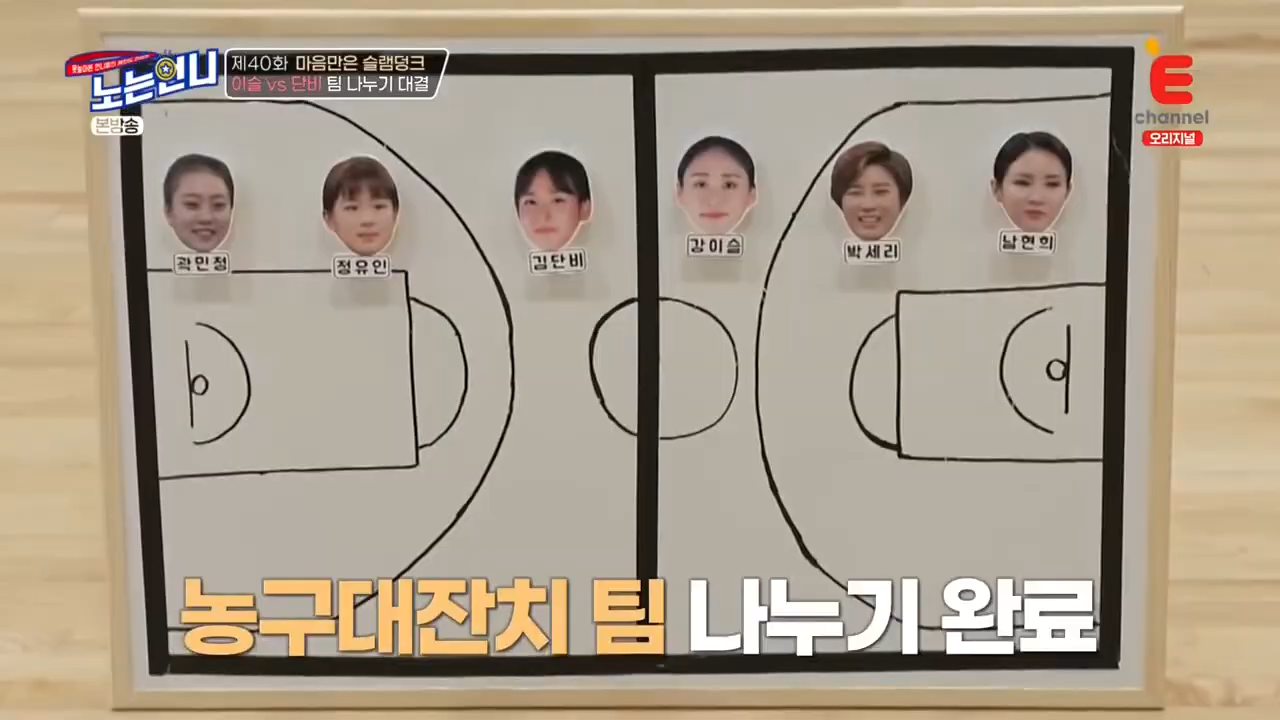 노는언니
본방송
제40화 마음만은 슬램덩크
이슬 vs 단비 팀 나누기 대결
E
channel
오리지널
곽민정
정유인
김단비
강이슬
박세리
남현희
농구대잔치 팀 나누기 완료